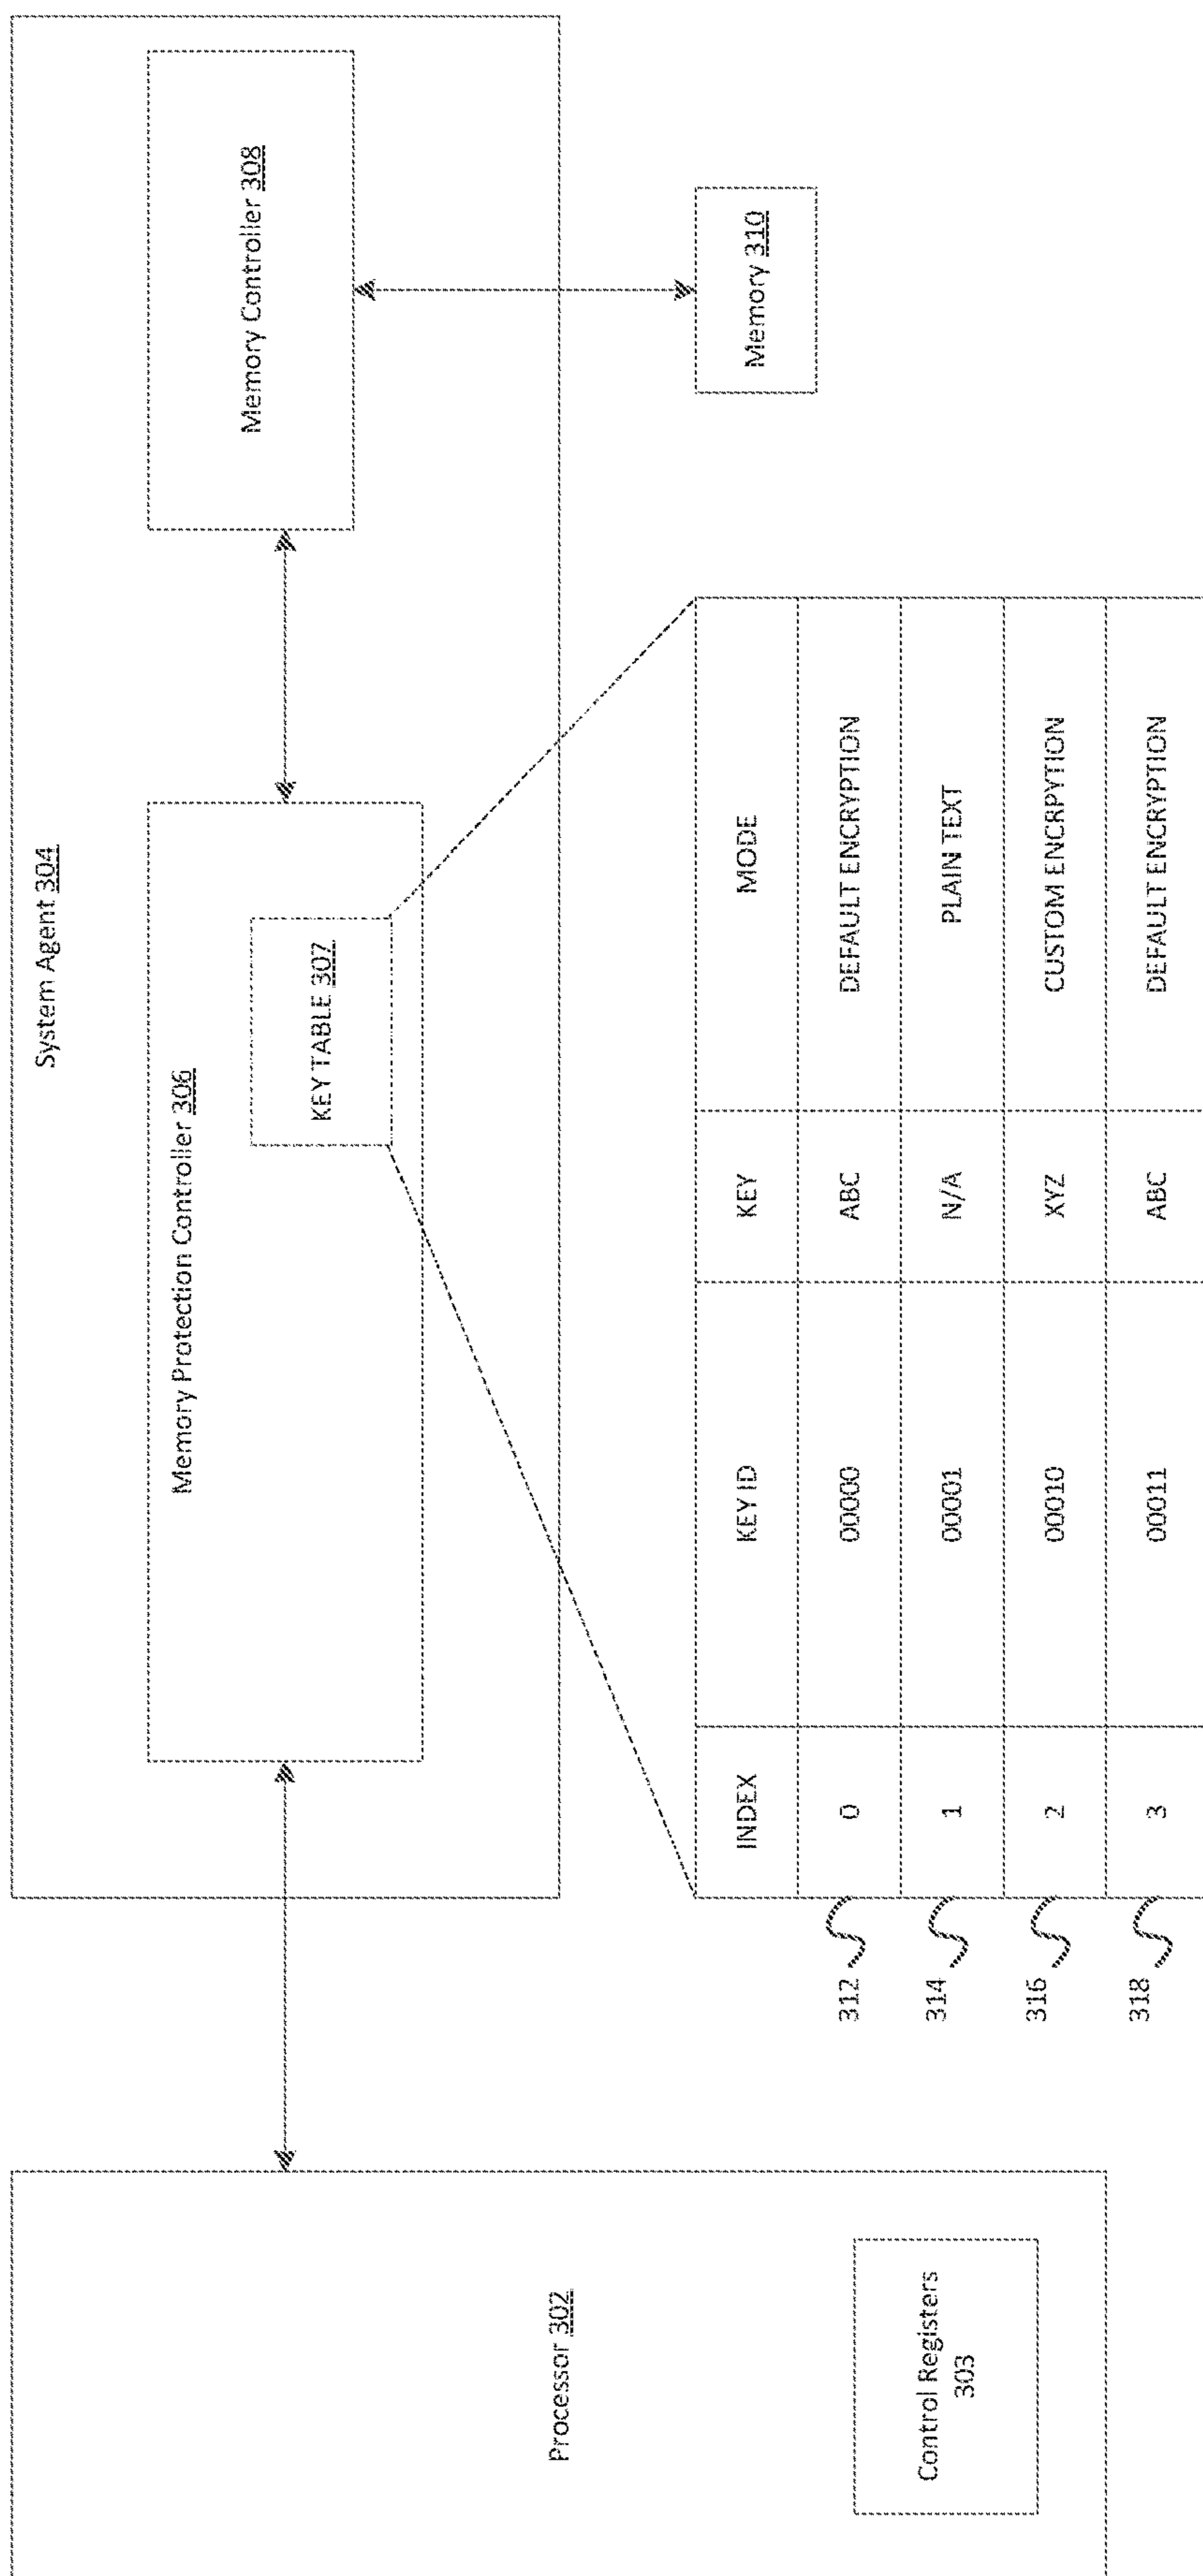 System Agent 304
Memory Protection Controller 306
KEY TABLE 307
Memory Controller 308
Memory 310
Processor 302
Control Registers
303
INDEX KEY ID KEY MODE
312 0 00000 ABC DEFAULT ENCRYPTION
314 1 00001 N/A PLAIN TEXT
316 2 00010 XYZ CUSTOM ENCRPYTION
318 3 00011 ABC DEFAULT ENCRYPTION